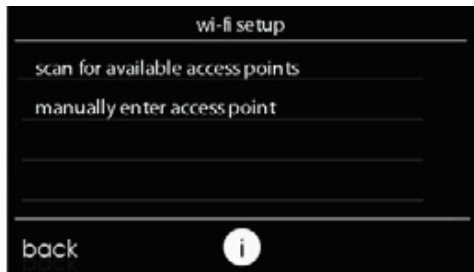 wi-fi setup
scan for available access points
manually enter access point
back
i